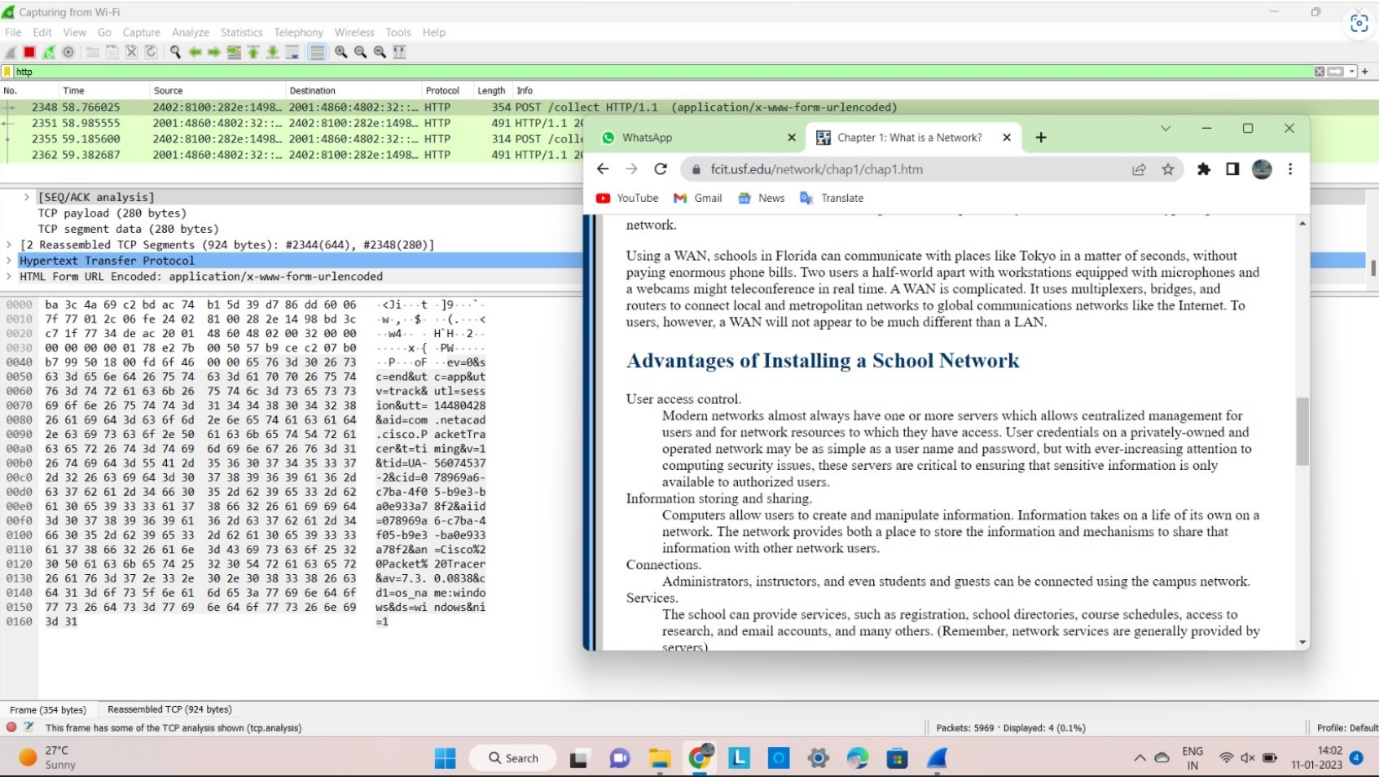 Capturing from Wi-Fi
File Edit View Go Capture Analyze Statistics Telephony Wireless Tools Help
http
No. Time Source Destination Protocol Length Info
2348 58.766025 2402:8100:282e:1498… 2001:4860:4802:32::… HTTP 354 POST /collect HTTP/1.1 (application/x-www-form-urlencoded)
2351 58.985555 2001:4860:4802:32::… 2402:8100:282e:1498… HTTP 491 HTTP/1.1 20
2355 59.185600 2402:8100:282e:1498… 2001:4860:4802:32::… HTTP 314 POST /colle
2362 59.382687 2001:4860:4802:32::… 2402:8100:282e:1498… HTTP 491 HTTP/1.1 20
[SEQ/ACK analysis]
TCP payload (280 bytes)
TCP segment data (280 bytes)
[2 Reassembled TCP Segments (924 bytes): #2344(644), #2348(280)]
Hypertext Transfer Protocol
HTML Form URL Encoded: application/x-www-form-urlencoded
0000 ba 3c 4a 69 c2 bd ac 74 b1 5d 39 d7 86 dd 60 06 ·<Ji···t ·]9···`·
0010 7f 77 01 2c 06 fe 24 02 81 00 28 2e 14 98 bd 3c ·w·,··$· ··(.···<
0020 c7 1f 77 34 de ac 20 01 48 60 48 02 00 32 00 00 ··w4·· · H`H··2··
0030 00 00 00 00 01 78 e2 7b 00 50 57 b9 ce c2 07 b0 ·····x·{ ·PW·····
0040 b7 99 50 18 00 fd 6f 46 00 00 65 76 3d 30 26 73 ··P···oF ··ev=0&s
0050 63 3d 65 6e 64 26 75 74 63 3d 61 70 70 26 75 74 c=end&ut c=app&ut
0060 76 3d 74 72 61 63 6b 26 75 74 6c 3d 73 65 73 73 v=track& utl=sess
0070 69 6f 6e 26 75 74 74 3d 31 34 34 38 30 34 32 38 ion&utt= 14480428
0080 26 61 69 64 3d 63 6f 6d 2e 6e 65 74 61 63 61 64 &aid=com .netacad
0090 2e 63 69 73 63 6f 2e 50 61 63 6b 65 74 54 72 61 .cisco.P acketTra
00a0 63 65 72 26 74 3d 74 69 6d 69 6e 67 26 76 3d 31 cer&t=ti ming&v=1
00b0 26 74 69 64 3d 55 41 2d 35 36 30 37 34 35 33 37 &tid=UA- 56074537
00c0 2d 32 26 63 69 64 3d 30 37 38 39 36 39 61 36 2d -2&cid=0 78969a6-
00d0 63 37 62 61 2d 34 66 30 35 2d 62 39 65 33 2d 62 c7ba-4f0 5-b9e3-b
00e0 61 30 65 39 33 33 61 37 38 66 32 26 61 69 69 64 a0e933a7 8f2&aiid
00f0 3d 30 37 38 39 36 39 61 36 2d 63 37 62 61 2d 34 =078969a 6-c7ba-4
0100 66 30 35 2d 62 39 65 33 2d 62 61 30 65 39 33 33 f05-b9e3 -ba0e933
0110 61 37 38 66 32 26 61 6e 3d 43 69 73 63 6f 25 32 a78f2&an =Cisco%2
0120 30 50 61 63 6b 65 74 25 32 30 54 72 61 63 65 72 0Packet% 20Tracer
0130 26 61 76 3d 37 2e 33 2e 30 2e 30 38 33 38 26 63 &av=7.3. 0.0838&c
0140 64 31 3d 6f 73 5f 6e 61 6d 65 3a 77 69 6e 64 6f d1=os_na me:windo
0150 77 73 26 64 73 3d 77 69 6e 64 6f 77 73 26 6e 69 ws&ds=wi ndows&ni
0160 3d 31 =1
WhatsApp Chapter 1: What is a Network?
fcit.usf.edu/network/chap1/chap1.htm
YouTube Gmail News Translate
network.
Using a WAN, schools in Florida can communicate with places like Tokyo in a matter of seconds, without
paying enormous phone bills. Two users a half-world apart with workstations equipped with microphones and
a webcams might teleconference in real time. A WAN is complicated. It uses multiplexers, bridges, and
routers to connect local and metropolitan networks to global communications networks like the Internet. To
users, however, a WAN will not appear to be much different than a LAN.
Advantages of Installing a School Network
User access control.
Modern networks almost always have one or more servers which allows centralized management for
users and for network resources to which they have access. User credentials on a privately-owned and
operated network may be as simple as a user name and password, but with ever-increasing attention to
computing security issues, these servers are critical to ensuring that sensitive information is only
available to authorized users.
Information storing and sharing.
Computers allow users to create and manipulate information. Information takes on a life of its own on a
network. The network provides both a place to store the information and mechanisms to share that
information with other network users.
Connections.
Administrators, instructors, and even students and guests can be connected using the campus network.
Services.
The school can provide services, such as registration, school directories, course schedules, access to
research, and email accounts, and many others. (Remember, network services are generally provided by
servers)
Frame (354 bytes) Reassembled TCP (924 bytes)
This frame has some of the TCP analysis shown (tcp.analysis)
Packets: 5969 · Displayed: 4 (0.1%)
Profile: Default
27°C
Sunny
Search
ENG
IN
14:02
11-01-2023
4